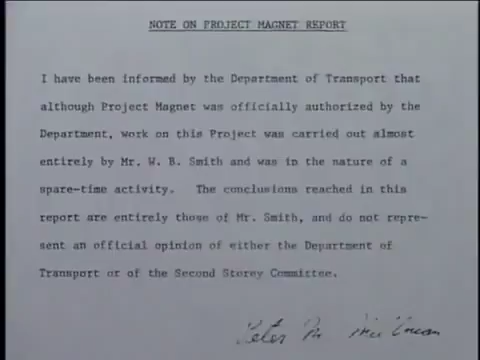 NOTE ON PROJECT MAGNET REPORT
I have been informed by the Department of Transport that
although Project Magnet was officially authorized by the
Department, work on this Project was carried out almost
entirely by Mr. W. B. Smith and was in the nature of a
spare-time activity. The conclusions reached in this
report are entirely those of Mr. Smith, and do not repre-
sent an official opinion of either the Department of
Transport or of the Second Storey Committee.
Peter M. Millman